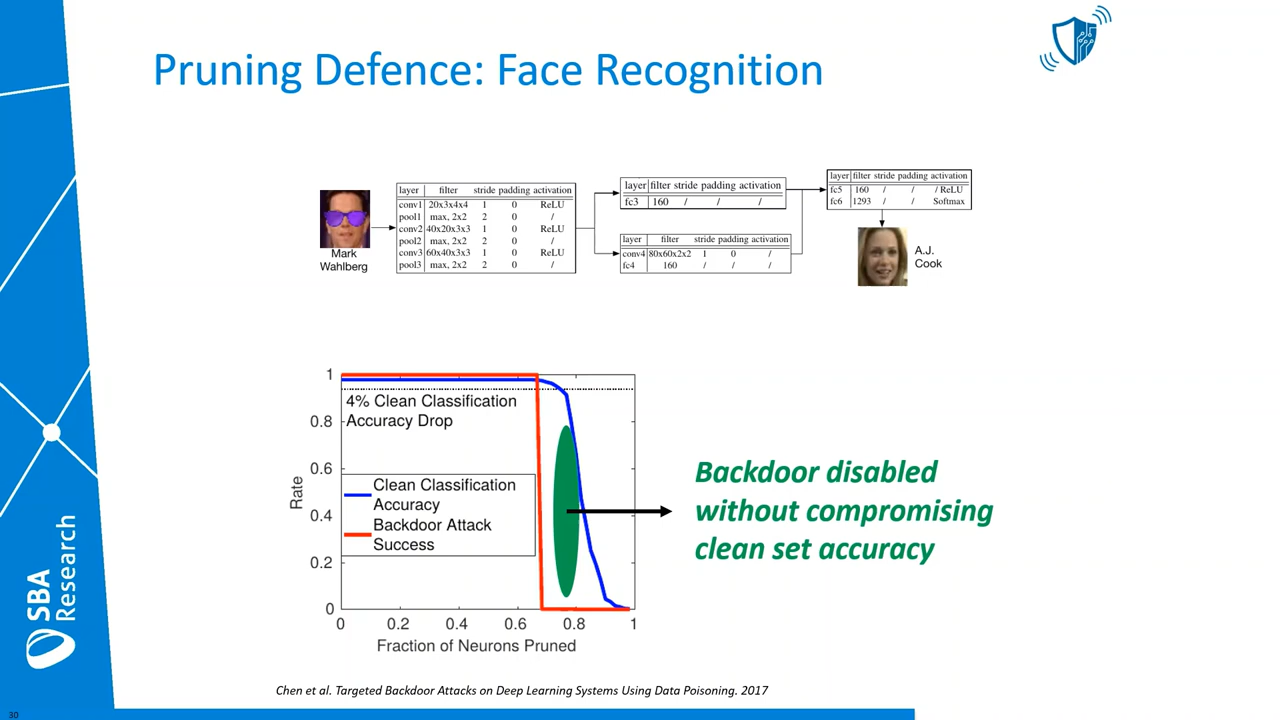 Pruning Defence: Face Recognition
Mark
Wahlberg
layer filter stride padding activation
conv1 20x3x4x4 1 0 ReLU
pool1 max, 2x2 2 0 /
conv2 40x20x3x3 1 0 ReLU
pool2 max, 2x2 2 0 /
conv3 60x40x3x3 1 0 ReLU
pool3 max, 2x2 2 0 /
layer filter stride padding activation
fc3 160 / / /
layer filter stride padding activation
conv4 80x60x2x2 1 0 /
fc4 160 / / /
layer filter stride padding activation
fc5 160 / / / ReLU
fc6 1293 / / Softmax
A.J.
Cook
1
0.8
0.6
0.4
0.2
0
Rate
4% Clean Classification
Accuracy Drop
Clean Classification
Accuracy
Backdoor Attack
Success
0 0.2 0.4 0.6 0.8 1
Fraction of Neurons Pruned
Backdoor disabled
without compromising
clean set accuracy
SBA
Research
Chen et al. Targeted Backdoor Attacks on Deep Learning Systems Using Data Poisoning. 2017
30